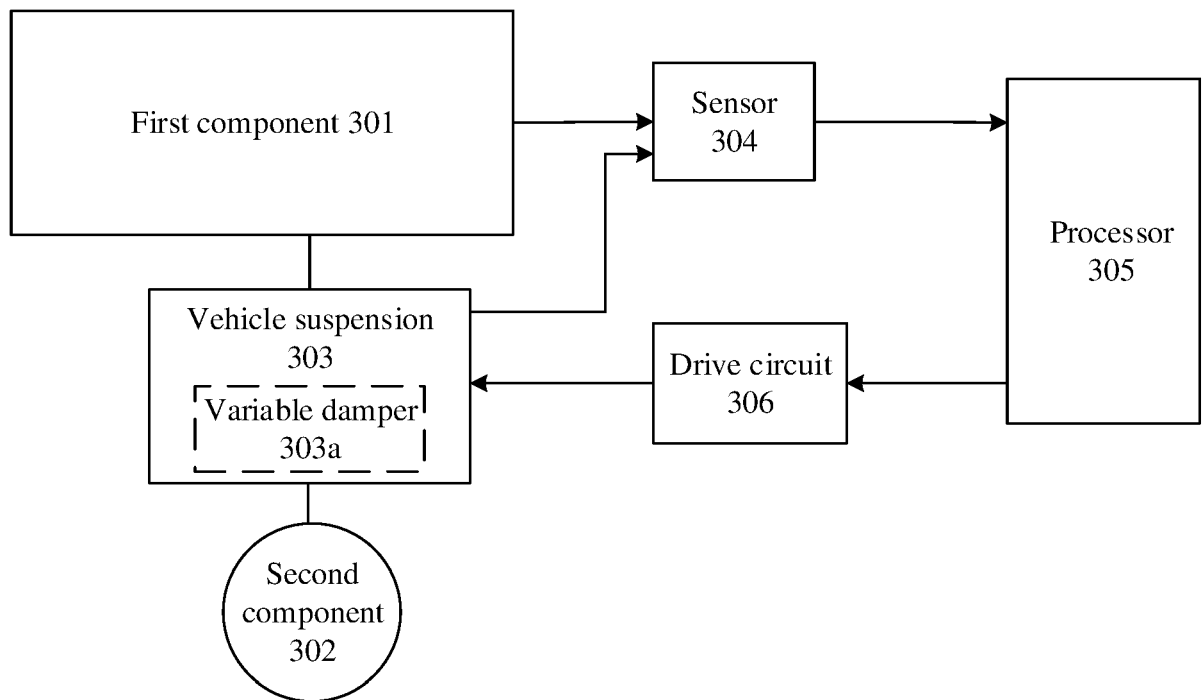 First component 301
Sensor
304
Processor
305
Vehicle suspension
303
Variable damper
303a
Drive circuit
306
Second
component
302